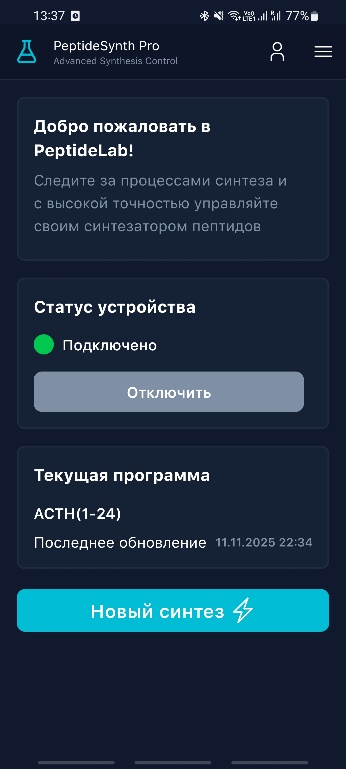 13:37
77%
PeptideSynth Pro
Advanced Synthesis Control
Добро пожаловать в
PeptideLab!
Следите за процессами синтеза и
с высокой точностью управляйте
своим синтезатором пептидов
Статус устройства
Подключено
Отключить
Текущая программа
ACTH(1-24)
Последнее обновление 11.11.2025 22:34
Новый синтез